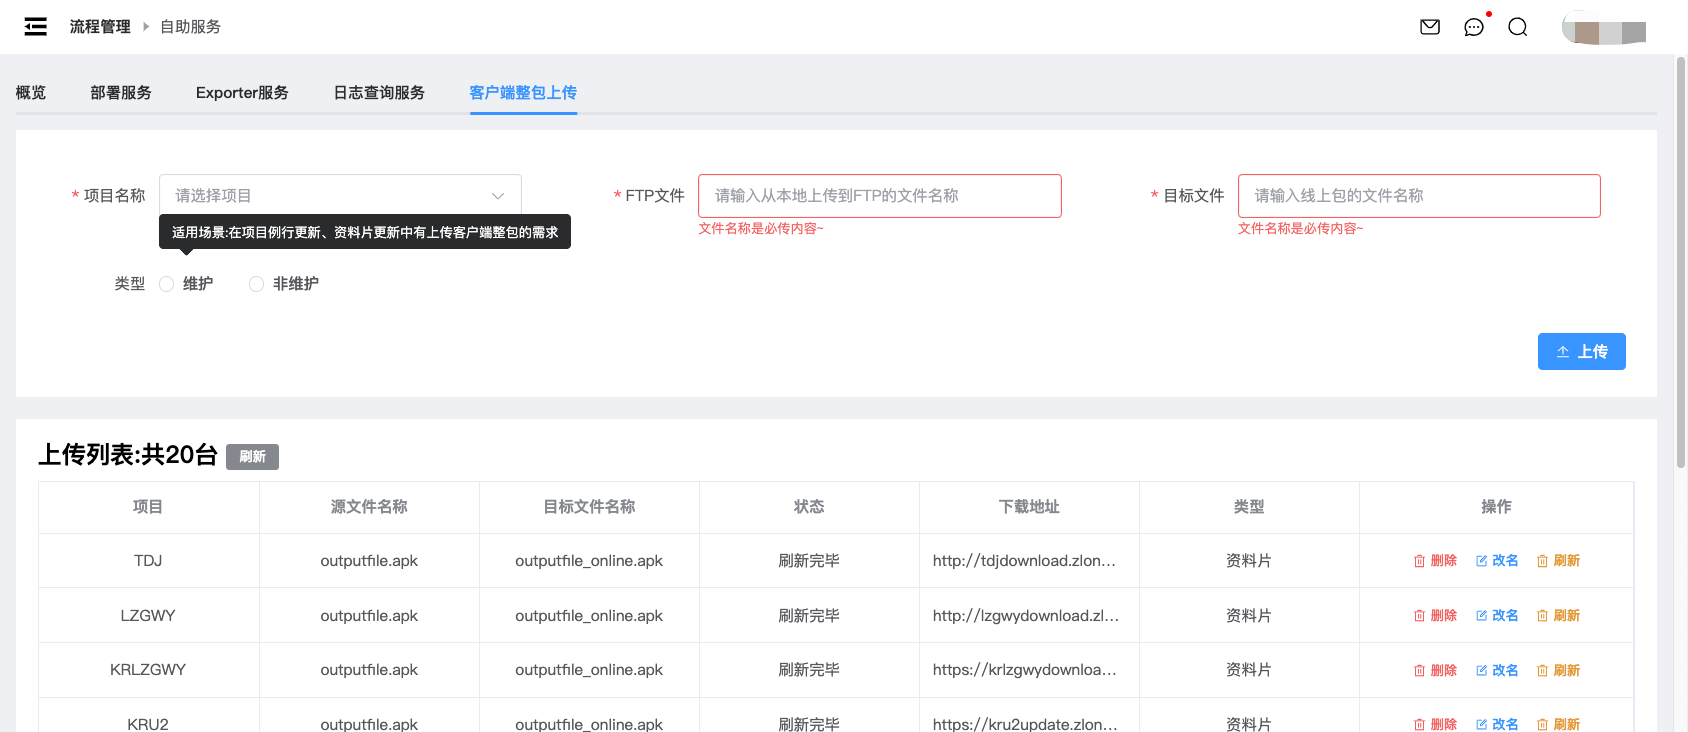 流程管理 自助服务
概览 部署服务 Exporter服务 日志查询服务 客户端整包上传
* 项目名称 请选择项目 * FTP文件 请输入从本地上传到FTP的文件名称 * 目标文件 请输入线上包的文件名称
适用场景:在项目例行更新、资料片更新中有上传客户端整包的需求 文件名称是必传内容~ 文件名称是必传内容~
类型 维护 非维护
上传
上传列表:共20台 刷新
项目 源文件名称 目标文件名称 状态 下载地址 类型 操作
TDJ outputfile.apk outputfile_online.apk 刷新完毕 http://tdjdownload.zlon... 资料片 删除 改名 刷新
LZGWY outputfile.apk outputfile_online.apk 刷新完毕 http://lzgwydownload.zl... 资料片 删除 改名 刷新
KRLZGWY outputfile.apk outputfile_online.apk 刷新完毕 https://krlzgwydownloa... 资料片 删除 改名 刷新
KRU2 outputfile.apk outputfile_online.apk 刷新完毕 https://kru2update.zlon... 资料片 删除 改名 刷新